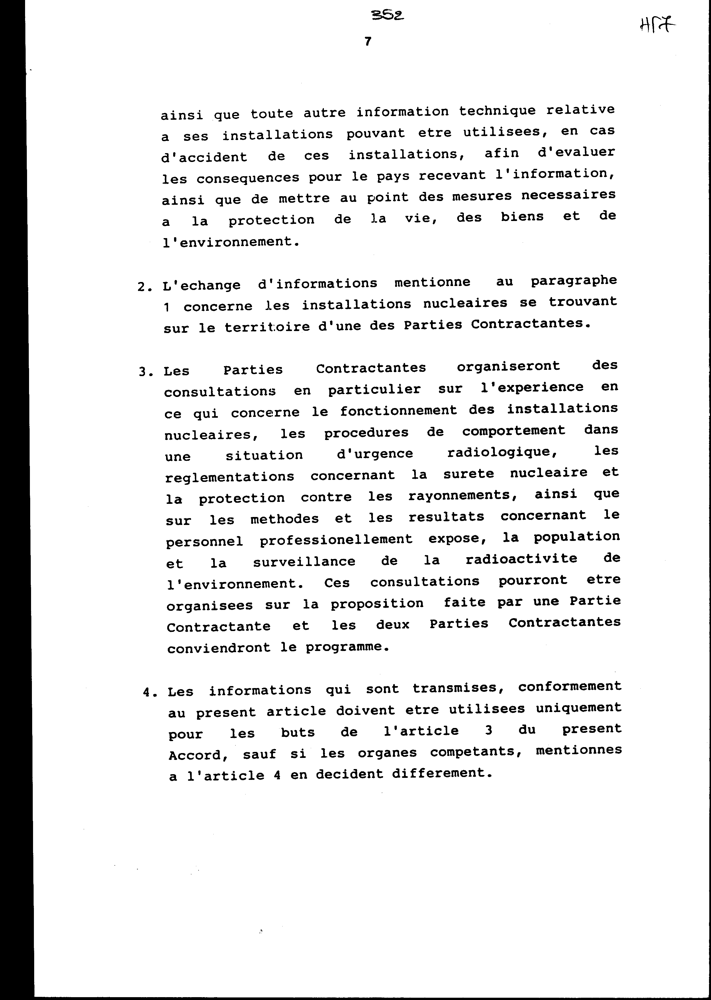 352
7
ainsi que toute autre information technique relative
a ses installations pouvant etre utilisees, en cas
d'accident de ces installations, afin d'evaluer
les consequences pour le pays recevant l'information,
ainsi que de mettre au point des mesures necessaires
a la protection de la vie, des biens et de
l'environnement.
2. L'echange d'informations mentionne au paragraphe
1 concerne les installations nucleaires se trouvant
sur le territoire d'une des Parties Contractantes.
3. Les Parties Contractantes organiseront des
consultations en particulier sur l'experience en
ce qui concerne le fonctionnement des installations
nucleaires, les procedures de comportement dans
une situation d'urgence radiologique, les
reglementations concernant la surete nucleaire et
la protection contre les rayonnements, ainsi que
sur les methodes et les resultats concernant le
personnel professionellement expose, la population
et la surveillance de la radioactivite de
l'environnement. Ces consultations pourront etre
organisees sur la proposition faite par une Partie
Contractante et les deux Parties Contractantes
conviendront le programme.
4. Les informations qui sont transmises, conformement
au present article doivent etre utilisees uniquement
pour les buts de l'article 3 du present
Accord, sauf si les organes competants, mentionnes
a l'article 4 en decident differement.